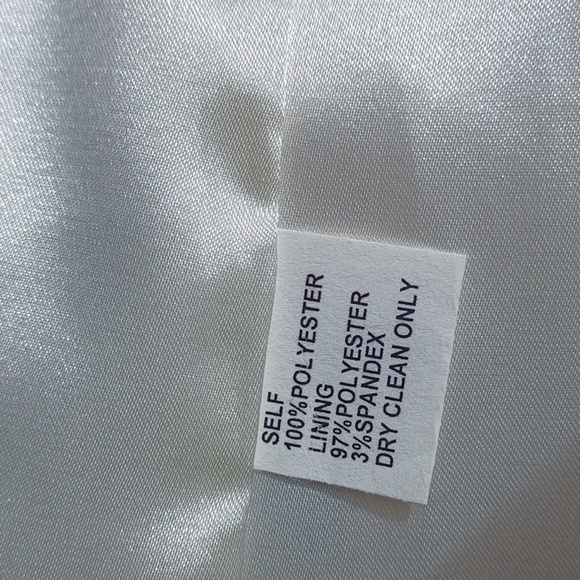 SELF
100%POLYESTER
LINING
97%POLYESTER
3%SPANDEX
DRY CLEAN ONLY